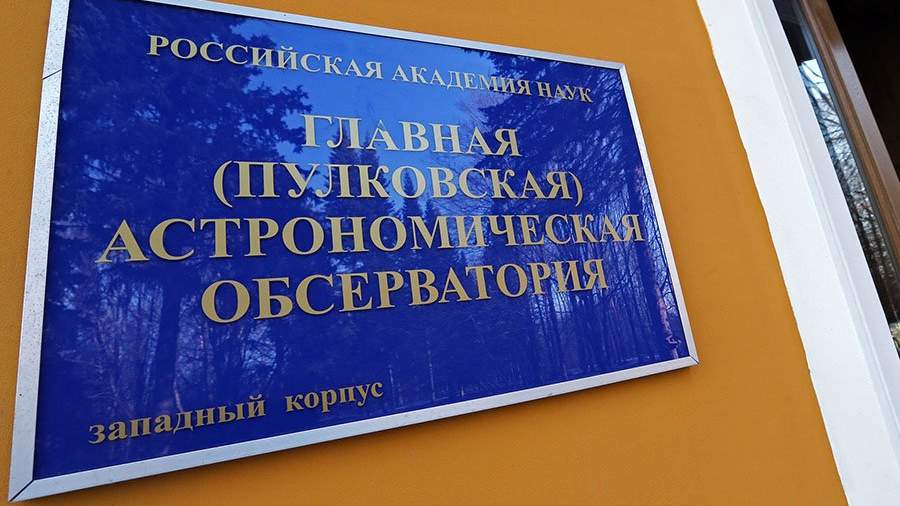 РОССИЙСКАЯ АКАДЕМИЯ НАУК
ГЛАВНАЯ
(ПУЛКОВСКАЯ)
АСТРОНОМИЧЕСКАЯ
ОБСЕРВАТОРИЯ
западный корпус